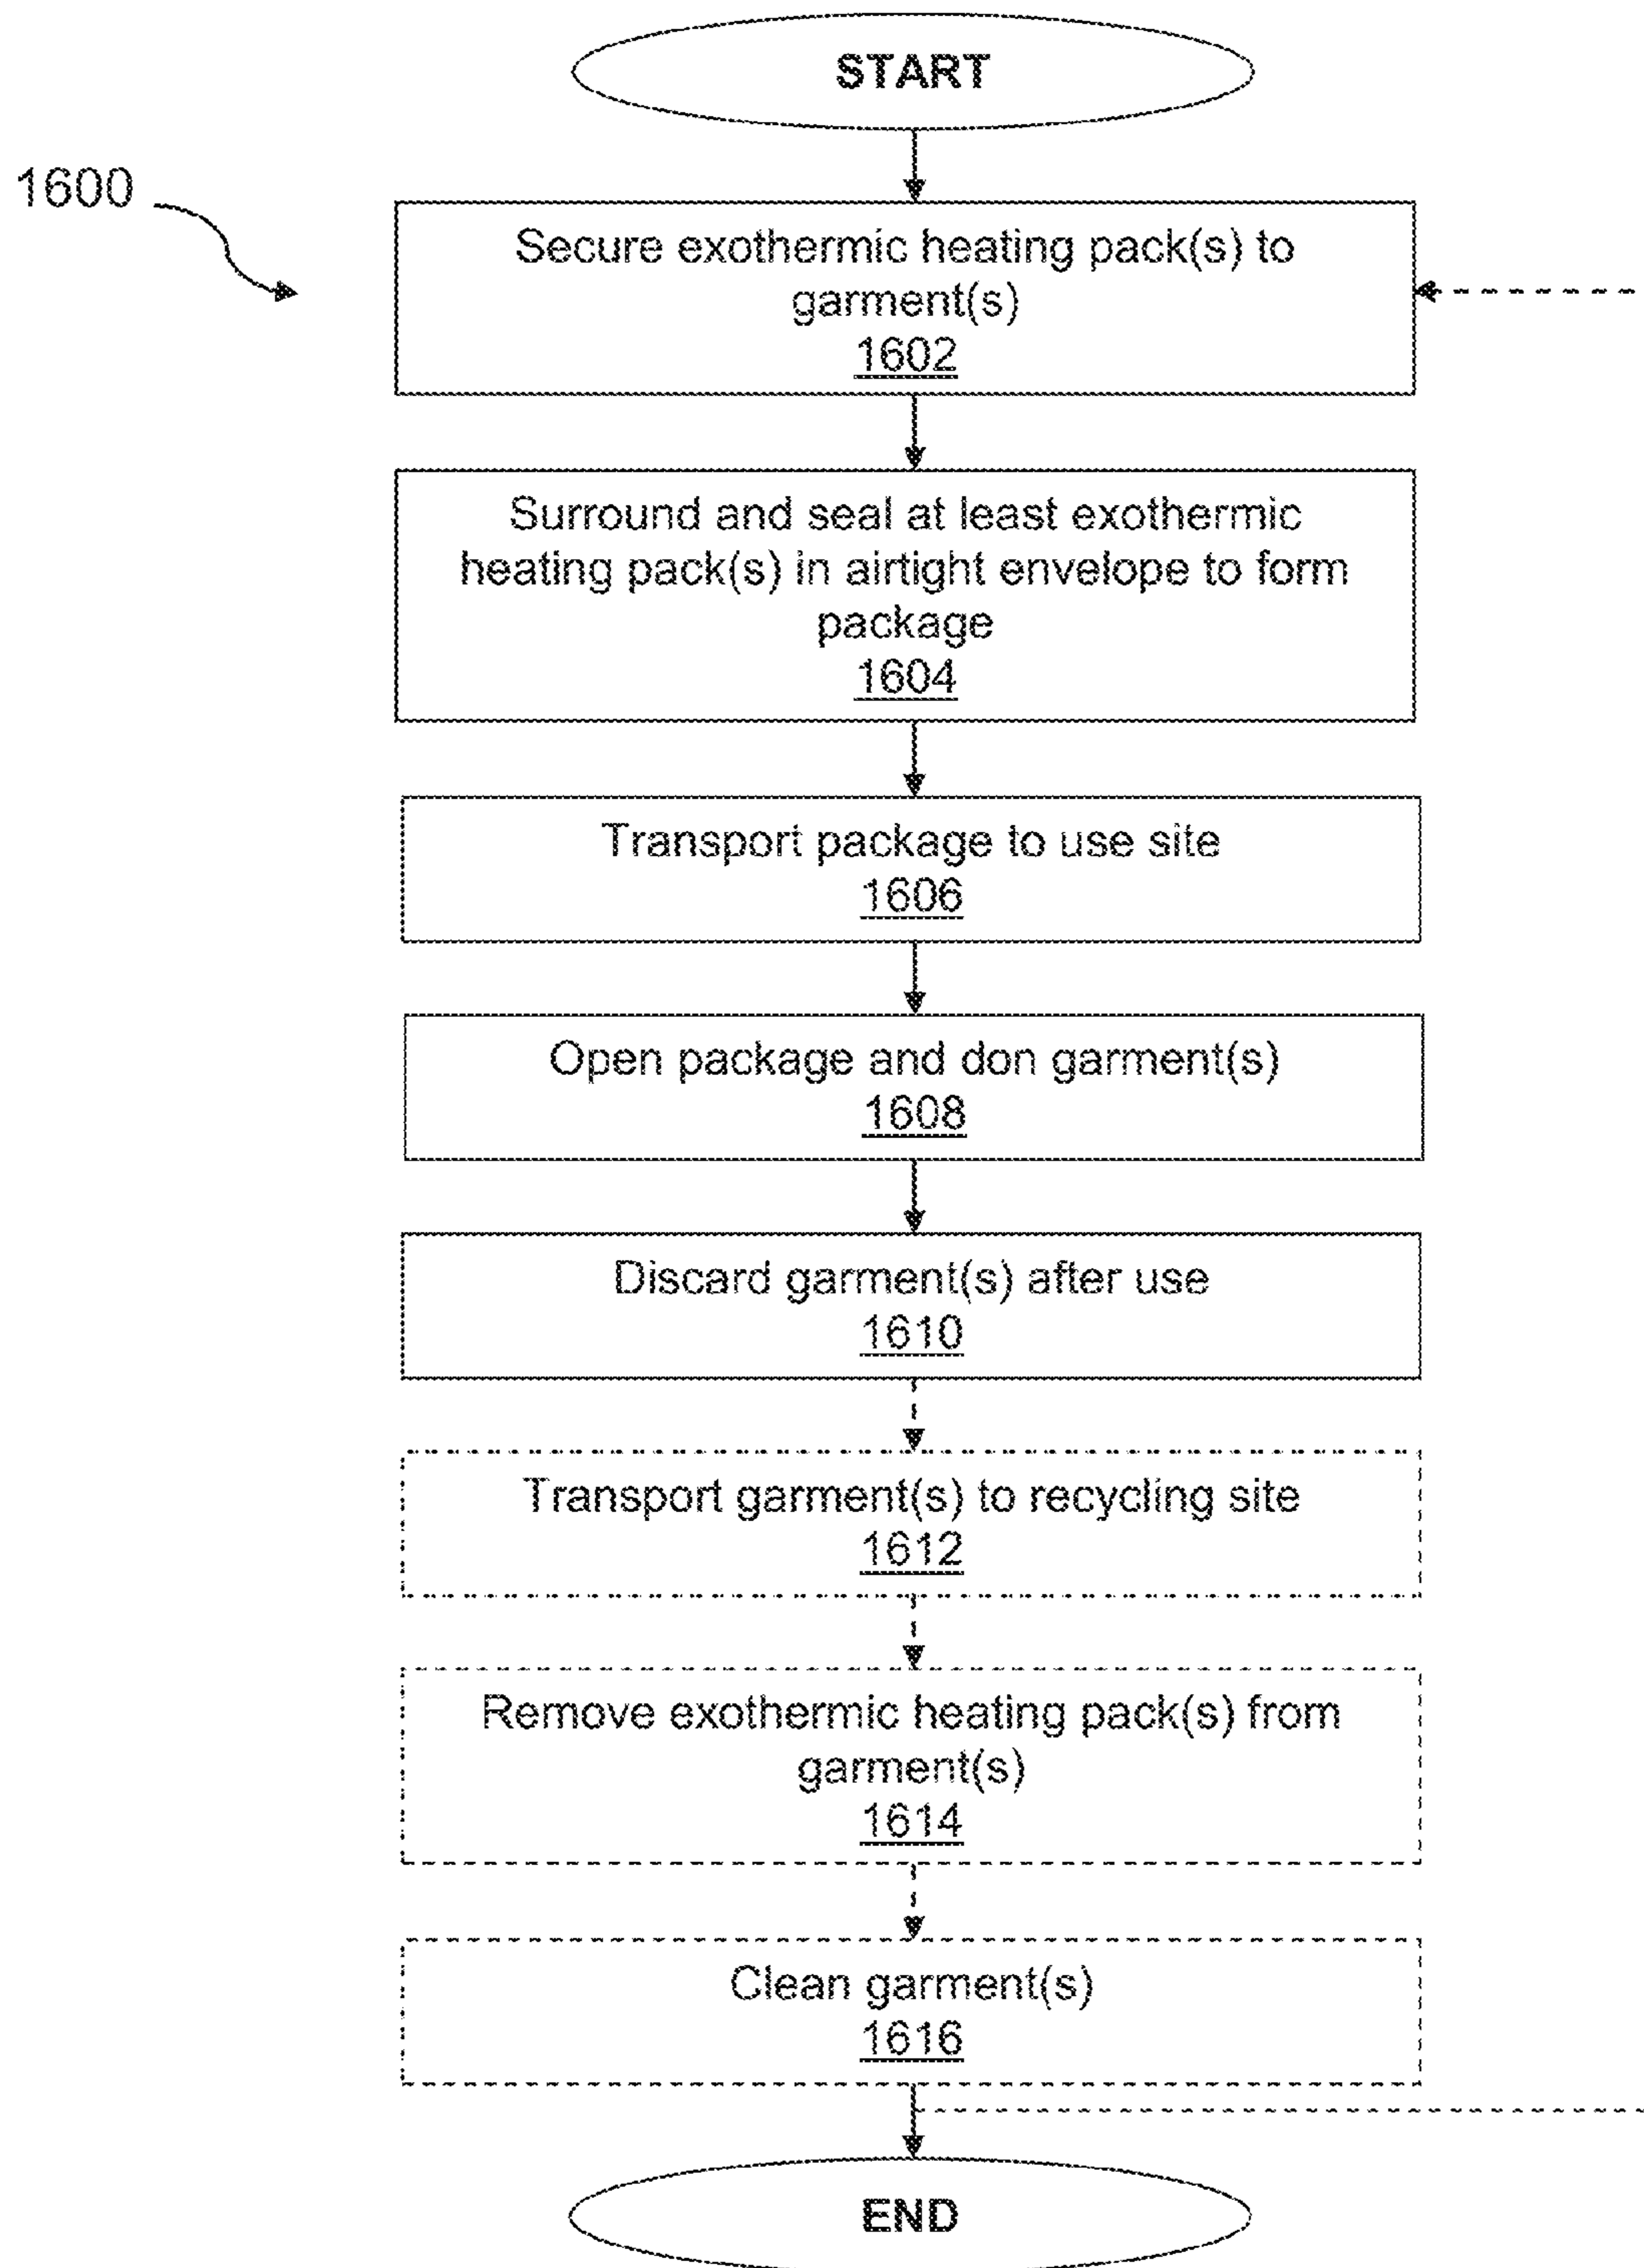 START
1600
Secure exothermic heating pack(s) to
garment(s)
1602
Surround and seal at least exothermic
heating pack(s) in airtight envelope to form
package
1604
Transport package to use site
1606
Open package and don garment(s)
1608
Discard garment(s) after use
1610
Transport garment(s) to recycling site
1612
Remove exothermic heating pack(s) from
garment(s)
1614
Clean garment(s)
1616
END